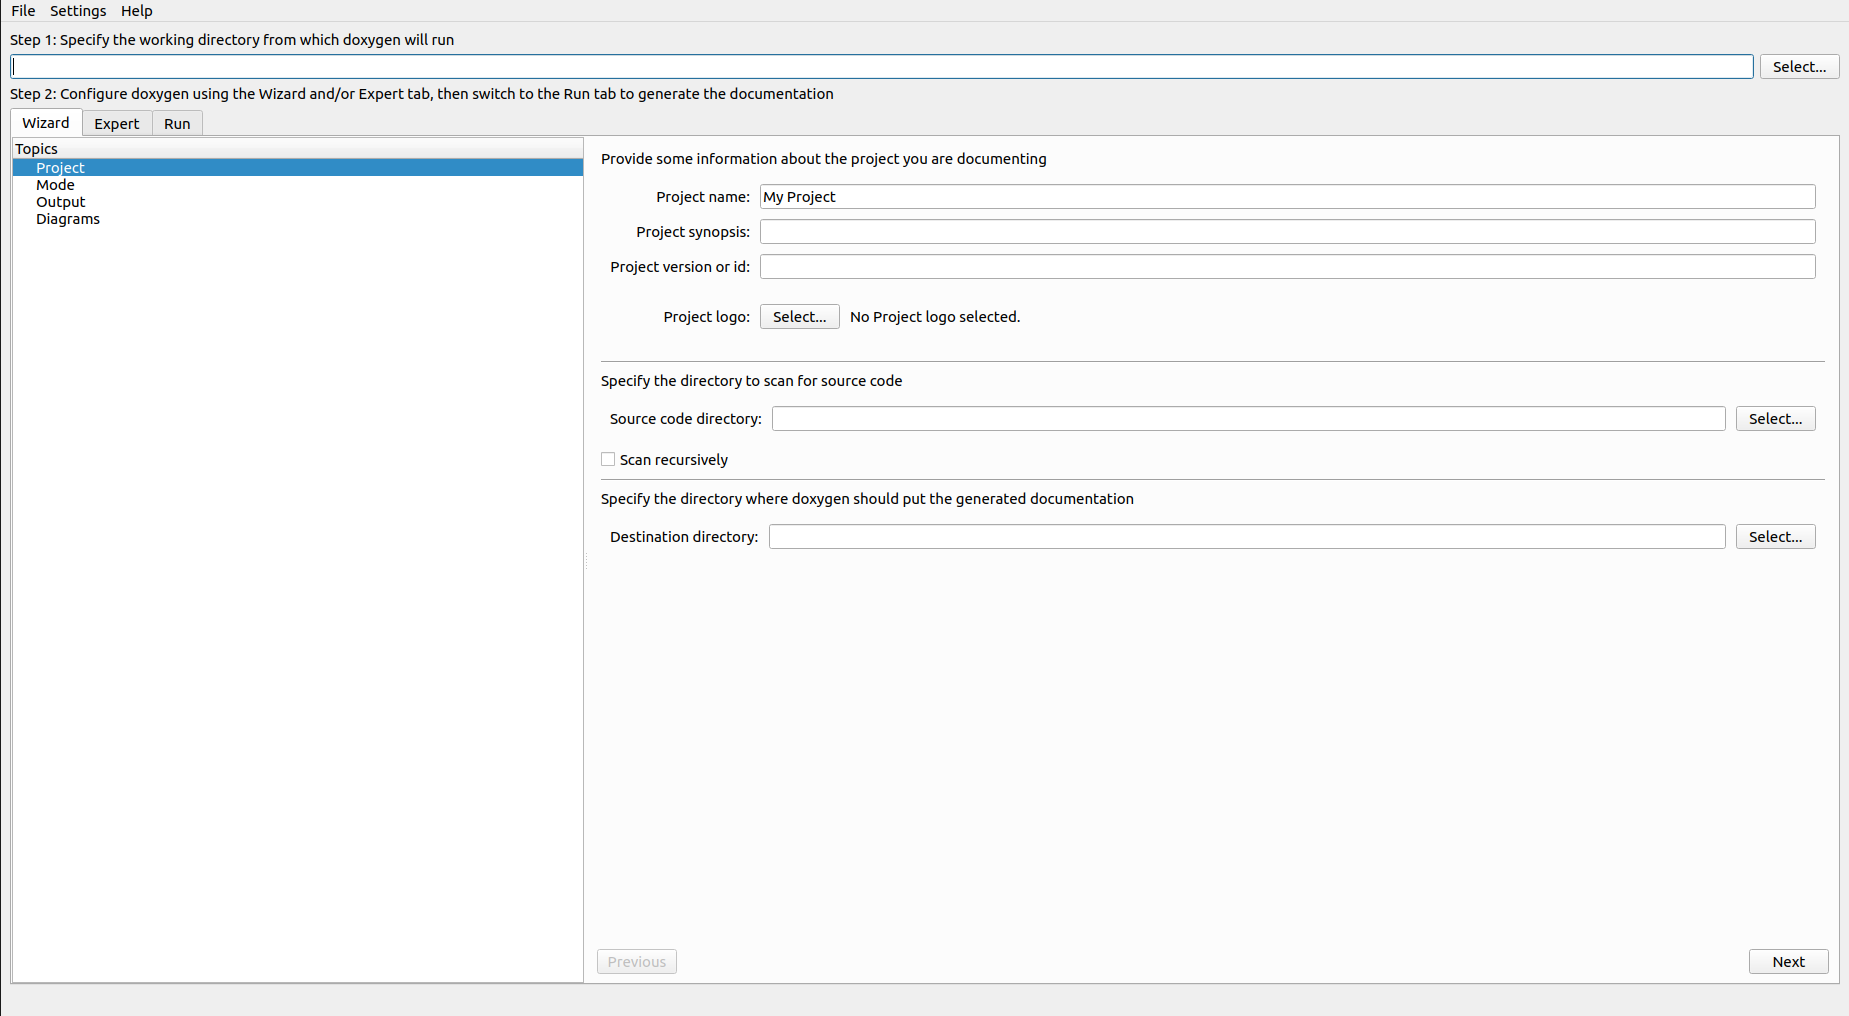 File Settings Help
Step 1: Specify the working directory from which doxygen will run
Select...
Step 2: Configure doxygen using the Wizard and/or Expert tab, then switch to the Run tab to generate the documentation
Wizard Expert Run
Topics
Project
Mode
Output
Diagrams
Provide some information about the project you are documenting
Project name: My Project
Project synopsis:
Project version or id:
Project logo: Select... No Project logo selected.
Specify the directory to scan for source code
Source code directory: Select...
Scan recursively
Specify the directory where doxygen should put the generated documentation
Destination directory: Select...
Previous Next